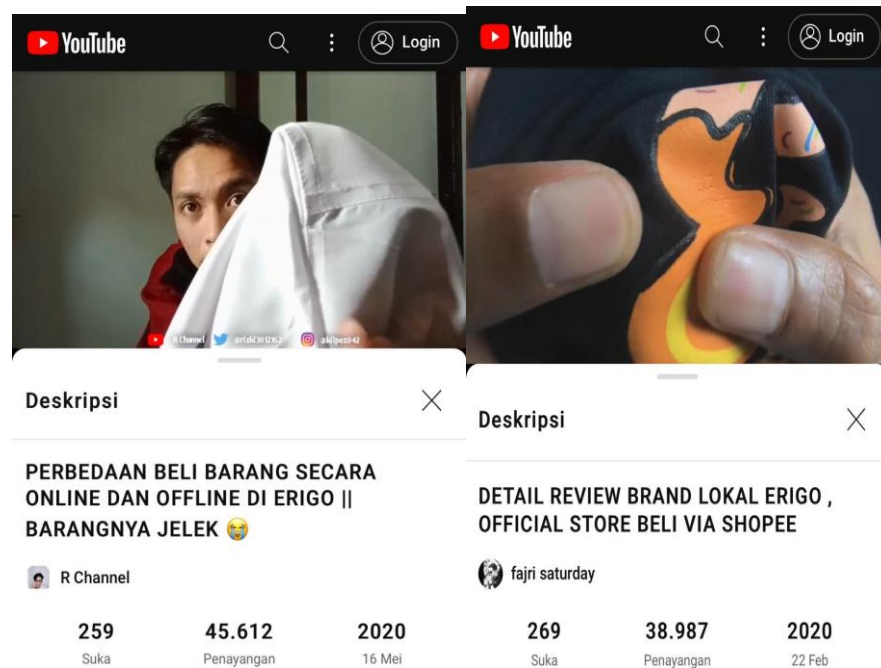 YouTube
Login
R Channel
Deskripsi
PERBEDAAN BELI BARANG SECARA
ONLINE DAN OFFLINE DI ERIGO ||
BARANGNYA JELEK 😭
R Channel
259
45.612
2020
Suka
Penayangan
16 Mei
YouTube
Login
Deskripsi
DETAIL REVIEW BRAND LOKAL ERIGO ,
OFFICIAL STORE BELI VIA SHOPEE
fajri saturday
269
38.987
2020
Suka
Penayangan
22 Feb